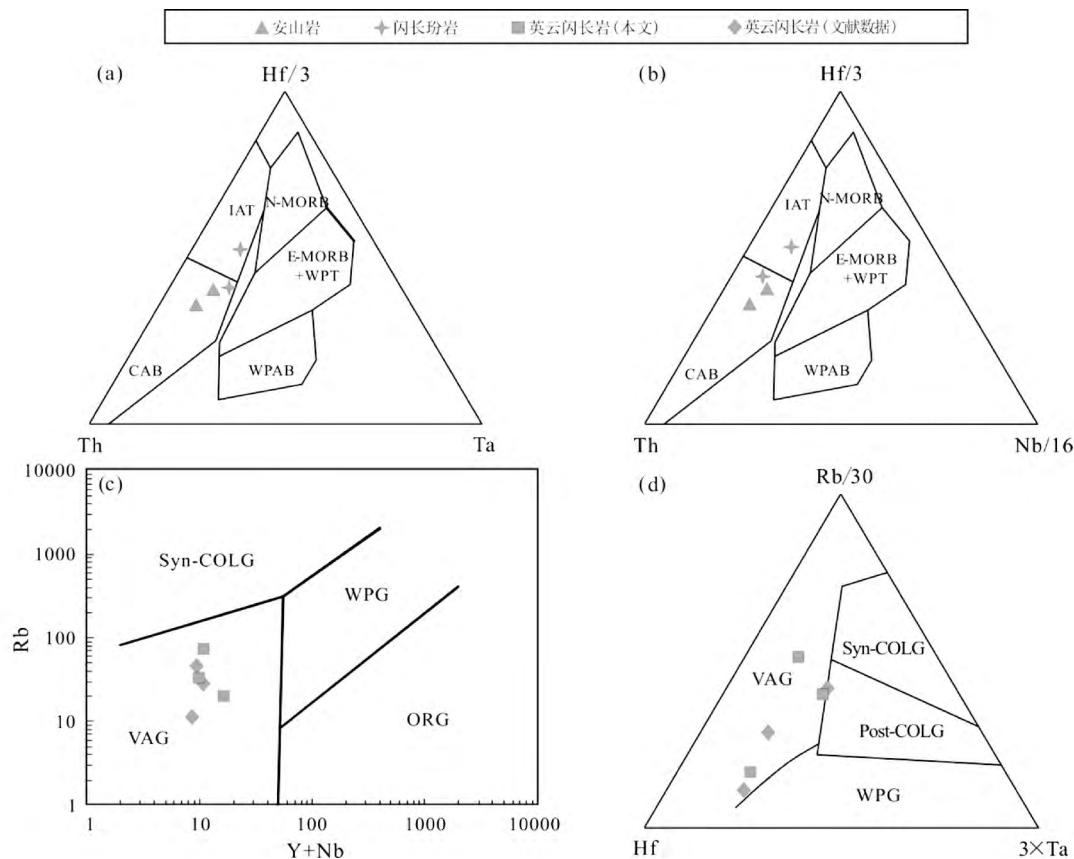 安山岩 闪长玢岩 英云闪长岩(本文) 英云闪长岩(文献数据)
(a)
Hf/3
IAT
N-MORB
E-MORB
+WPT
CAB
WPAB
Th
Ta
(b)
Hf/3
IAT
N-MORB
E-MORB
+WPT
CAB
WPAB
Th
Nb/16
(c)
10000
1000
100
10
1
Rb
Syn-COLG
WPG
VAG
ORG
1
10
100
1000
10000
Y+Nb
(d)
Rb/30
Syn-COLG
VAG
Post-COLG
WPG
Hf
3×Ta